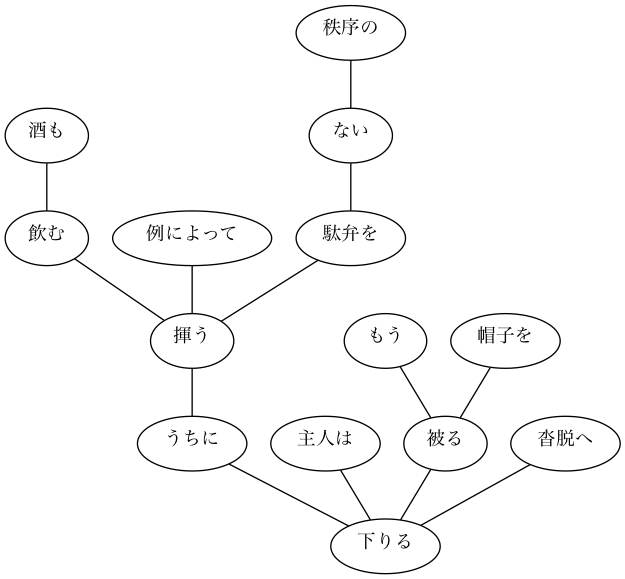 秩序の
酒も
ない
飲む
例によって
駄弁を
揮う
もう
帽子を
うちに
主人は
被る
沓脱へ
下りる